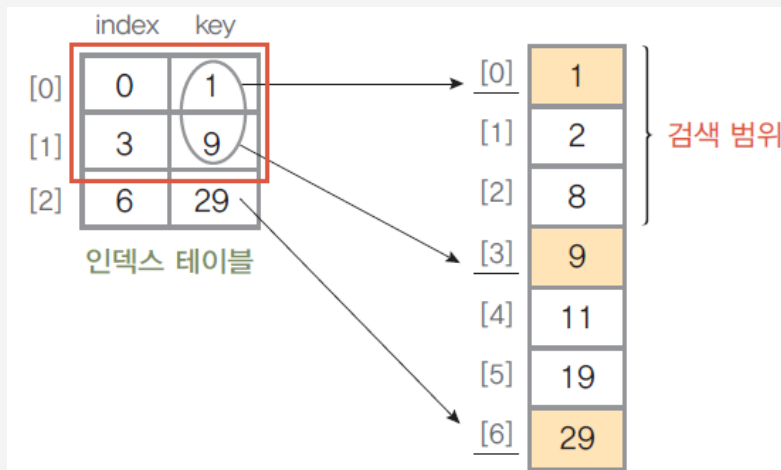 index key
[0] 0 1
[1] 3 9
[2] 6 29
인덱스 테이블
[0] 1
[1] 2
[2] 8
검색 범위
[3] 9
[4] 11
[5] 19
[6] 29